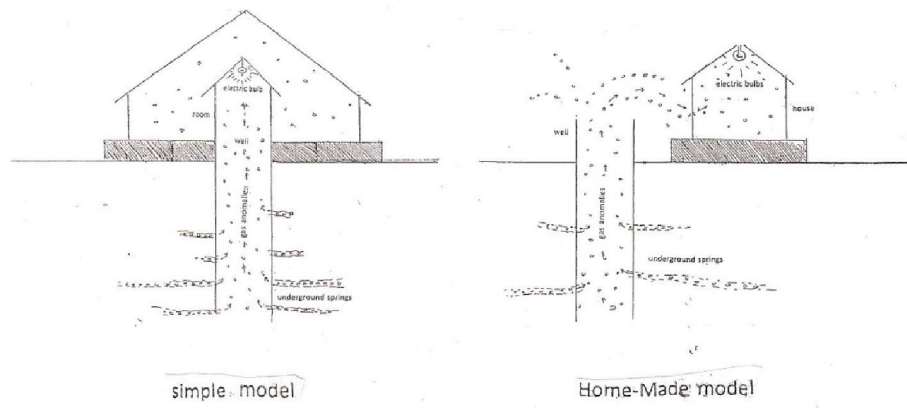 electric bulb
room
Well
gas anomalies
underground springs
simple model
electric bulbs
house
well
gas anomalies
underground springs
Home-Made model